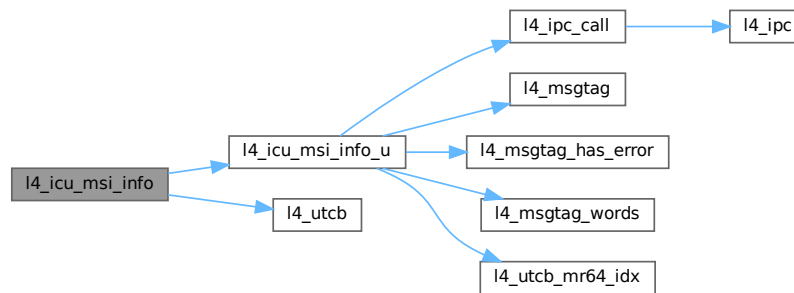 l4_ipc_call
l4_ipc
l4_msgtag
l4_icu_msi_info_u
l4_msgtag_has_error
l4_icu_msi_info
l4_utcb
l4_msgtag_words
l4_utcb_mr64_idx